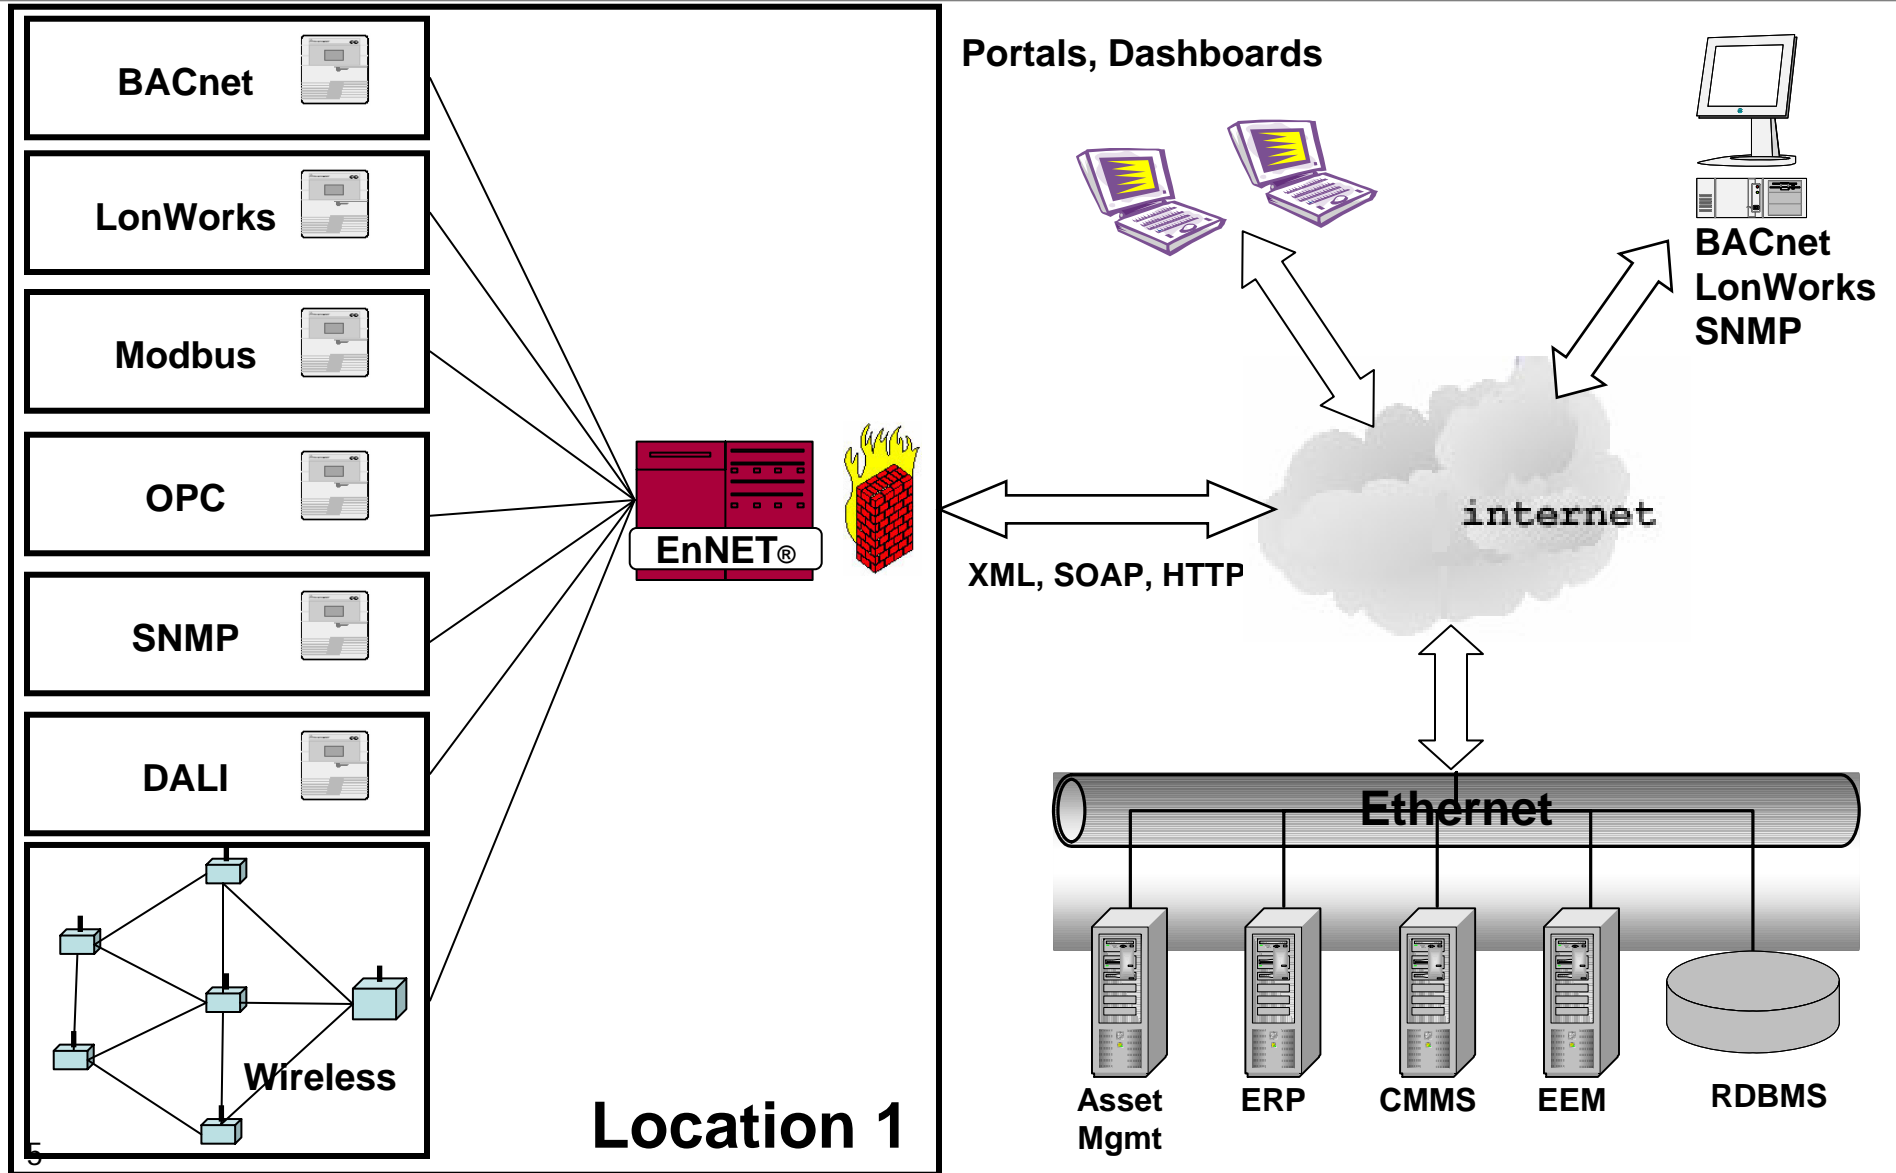 BACnet
LonWorks
Modbus
OPC
SNMP
DALI
Wireless
5
EnNET®
Location 1
Portals, Dashboards
BACnet
LonWorks
SNMP
internet
XML, SOAP, HTTP
Ethernet
Asset
Mgmt
ERP
CMMS
EEM
RDBMS